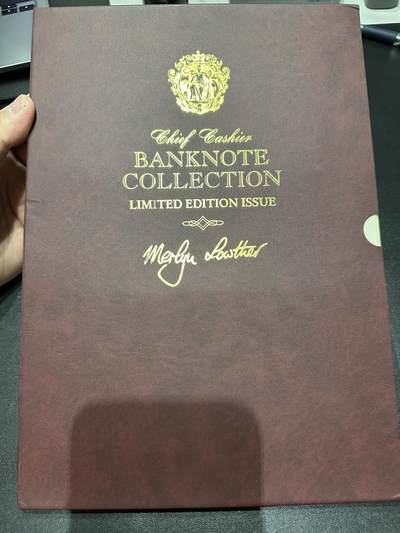 Chief Cashier
BANKNOTE
COLLECTION
LIMITED EDITION ISSUE
Merlyn Lowther